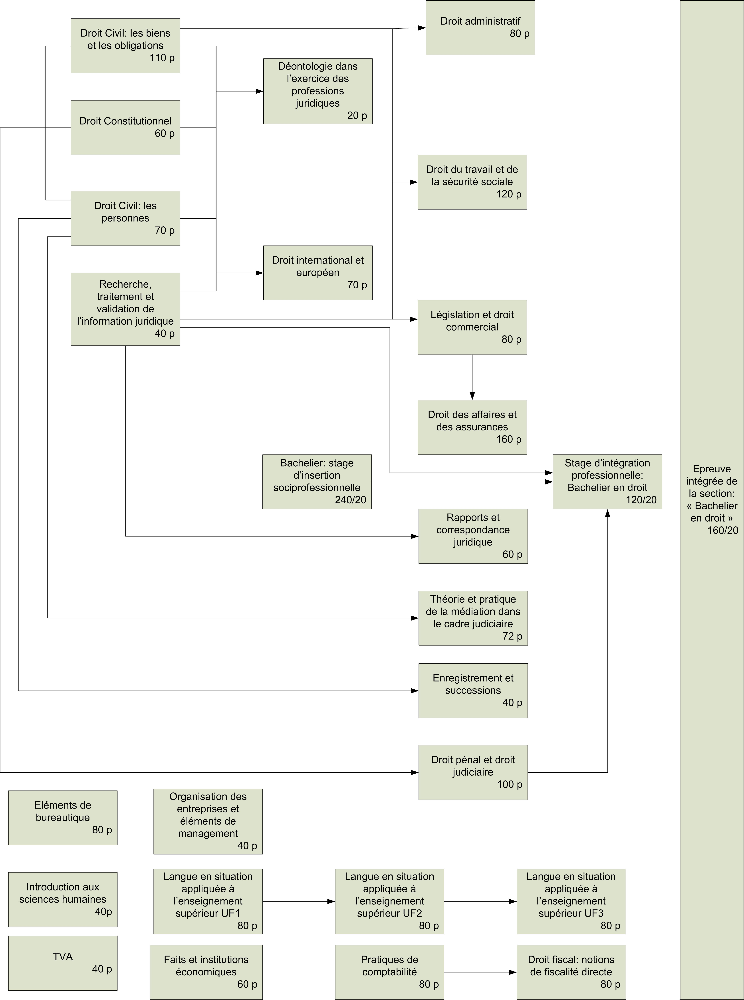 Droit administratif
80 p
Droit Civil: les biens
et les obligations
110 p
Déontologie dans
l’exercice des
professions
juridiques
20 p
Droit Constitutionnel
60 p
Droit du travail et de
la sécurité sociale
120 p
Droit Civil: les
personnes
70 p
Droit international et
européen
70 p
Recherche,
traitement et
validation de
l’information juridique
40 p
Législation et droit
commercial
80 p
Droit des affaires et
des assurances
160 p
Bachelier: stage
d’insertion
sociprofessionnelle
240/20
Stage d’intégration
professionnelle:
Bachelier en droit
120/20
Epreuve
intégrée de
la section:
« Bachelier
en droit »
160/20
Rapports et
correspondance
juridique
60 p
Théorie et pratique
de la médiation dans
le cadre judiciaire
72 p
Enregistrement et
successions
40 p
Droit pénal et droit
judiciaire
100 p
Eléments de
bureautique
80 p
Organisation des
entreprises et
éléments de
management
40 p
Introduction aux
sciences humaines
40p
Langue en situation
appliquée à
l’enseignement
supérieur UF1
80 p
Langue en situation
appliquée à
l’enseignement
supérieur UF2
80 p
Langue en situation
appliquée à
l’enseignement
supérieur UF3
80 p
TVA
40 p
Faits et institutions
économiques
60 p
Pratiques de
comptabilité
80 p
Droit fiscal: notions
de fiscalité directe
80 p